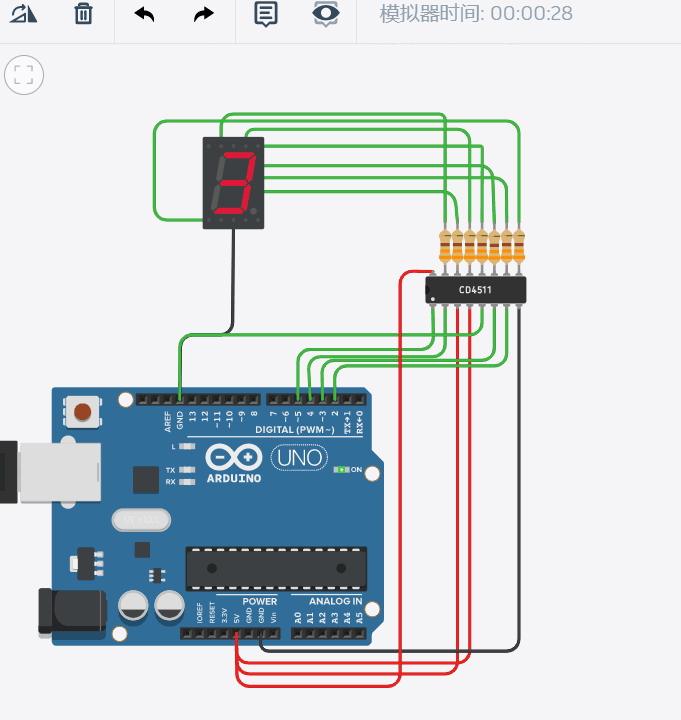 模拟器时间: 00:00:28
CD4511
AREF
GND
13
12
~11
~10
~9
8
7
~6
~5
4
~3
2
TX→1
RX←0
DIGITAL (PWM~)
L
TX
RX
ARDUINO
UNO
ON
POWER
ANALOG IN
IOREF
RESET
3.3V
5V
GND
GND
Vin
A0
A1
A2
A3
A4
A5